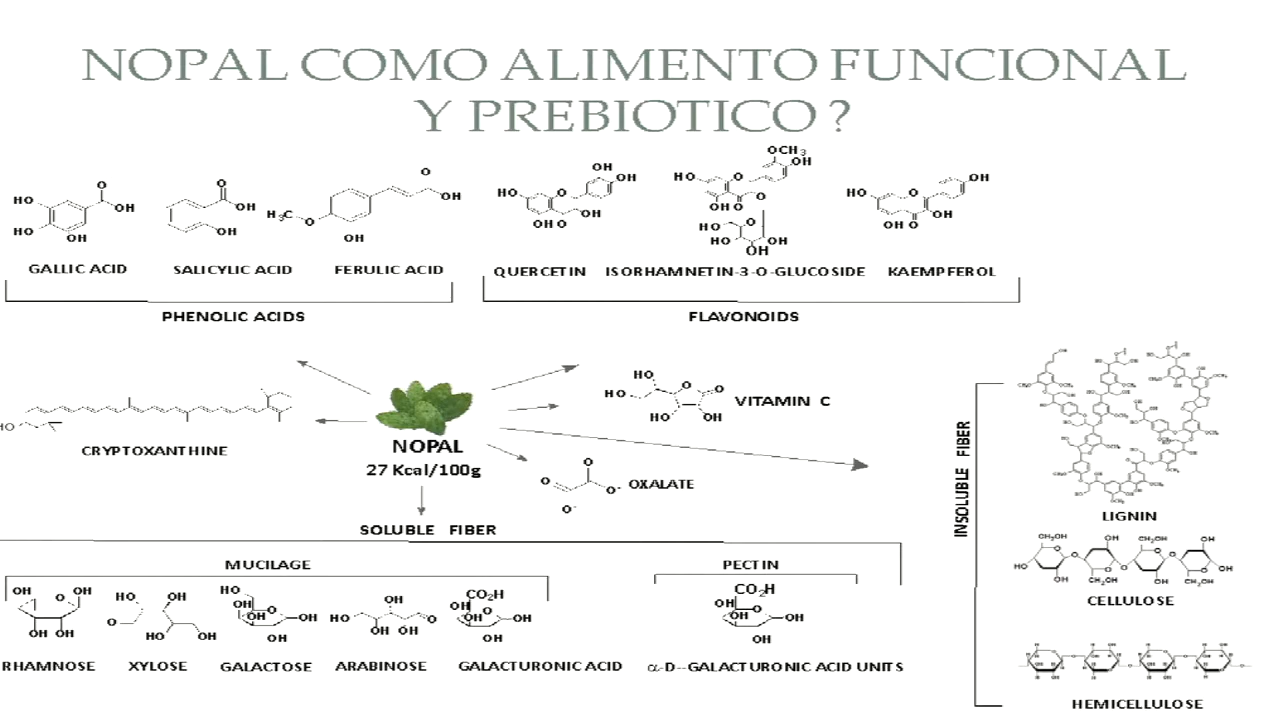 NOPAL COMO ALIMENTO FUNCIONAL
Y PREBIOTICO ?
GALLIC ACID
SALICYLIC ACID
FERULIC ACID
QUERCETIN
ISORHAMNETIN-3-O-GLUCOSIDE
KAEMPFEROL
PHENOLIC ACIDS
FLAVONOIDS
CRYPTOXANTHINE
NOPAL
27 Kcal/100g
VITAMIN C
OXALATE
SOLUBLE FIBER
MUCILAGE
PECTIN
RHAMNOSE
XYLOSE
GALACTOSE
ARABINOSE
GALACTURONIC ACID
α-D--GALACTURONIC ACID UNITS
INSOLUBLE FIBER
LIGNIN
CELLULOSE
HEMICELLULOSE